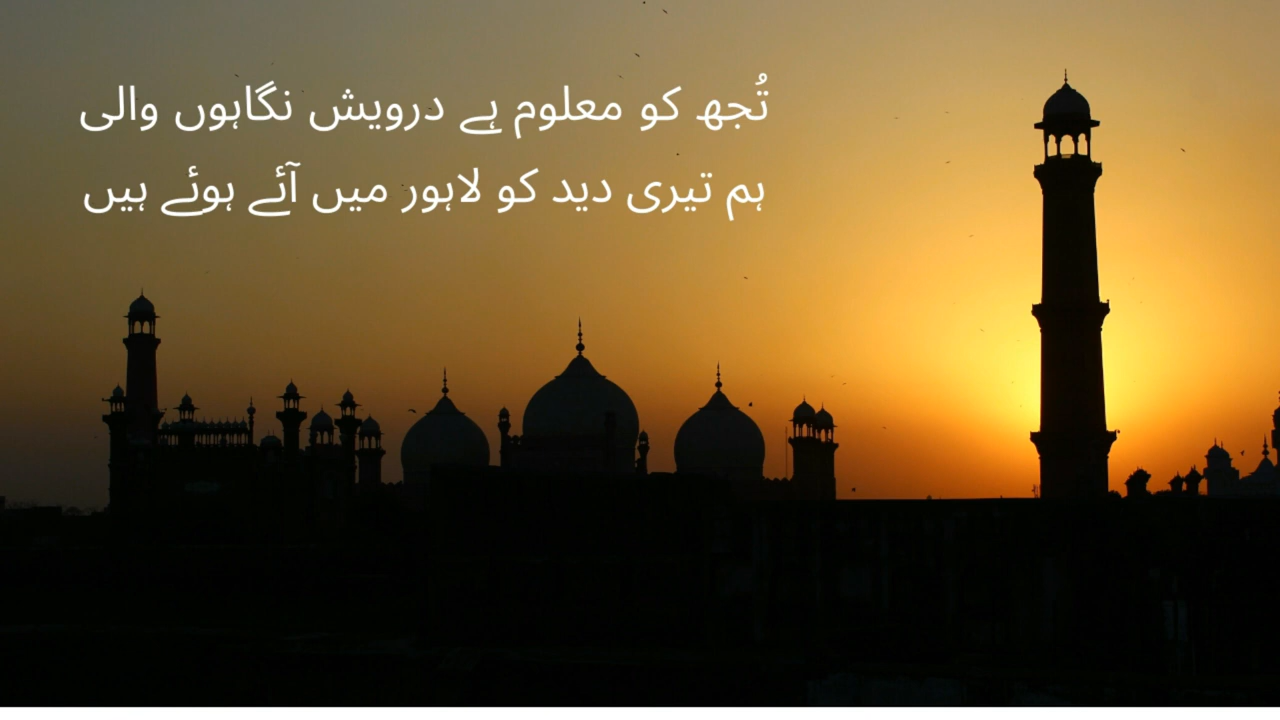 تُجھ کو معلوم ہے درویش نگاہوں والی
ہم تیری دید کو لاہور میں آئے ہوئے ہیں